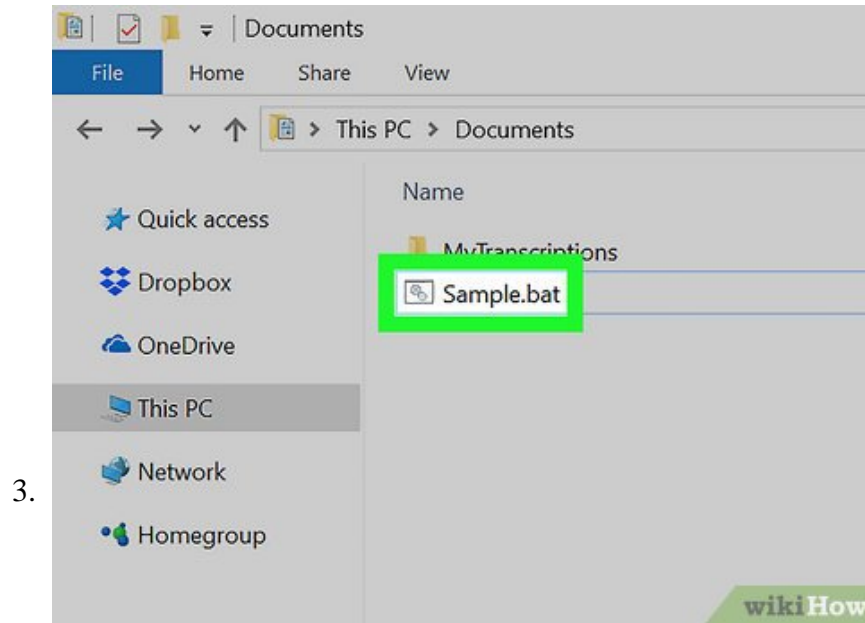 Documents
File Home Share View
This PC > Documents
Name
Quick access
MyTranscriptions
Dropbox
Sample.bat
OneDrive
This PC
Network
3.
Homegroup
wikiHow